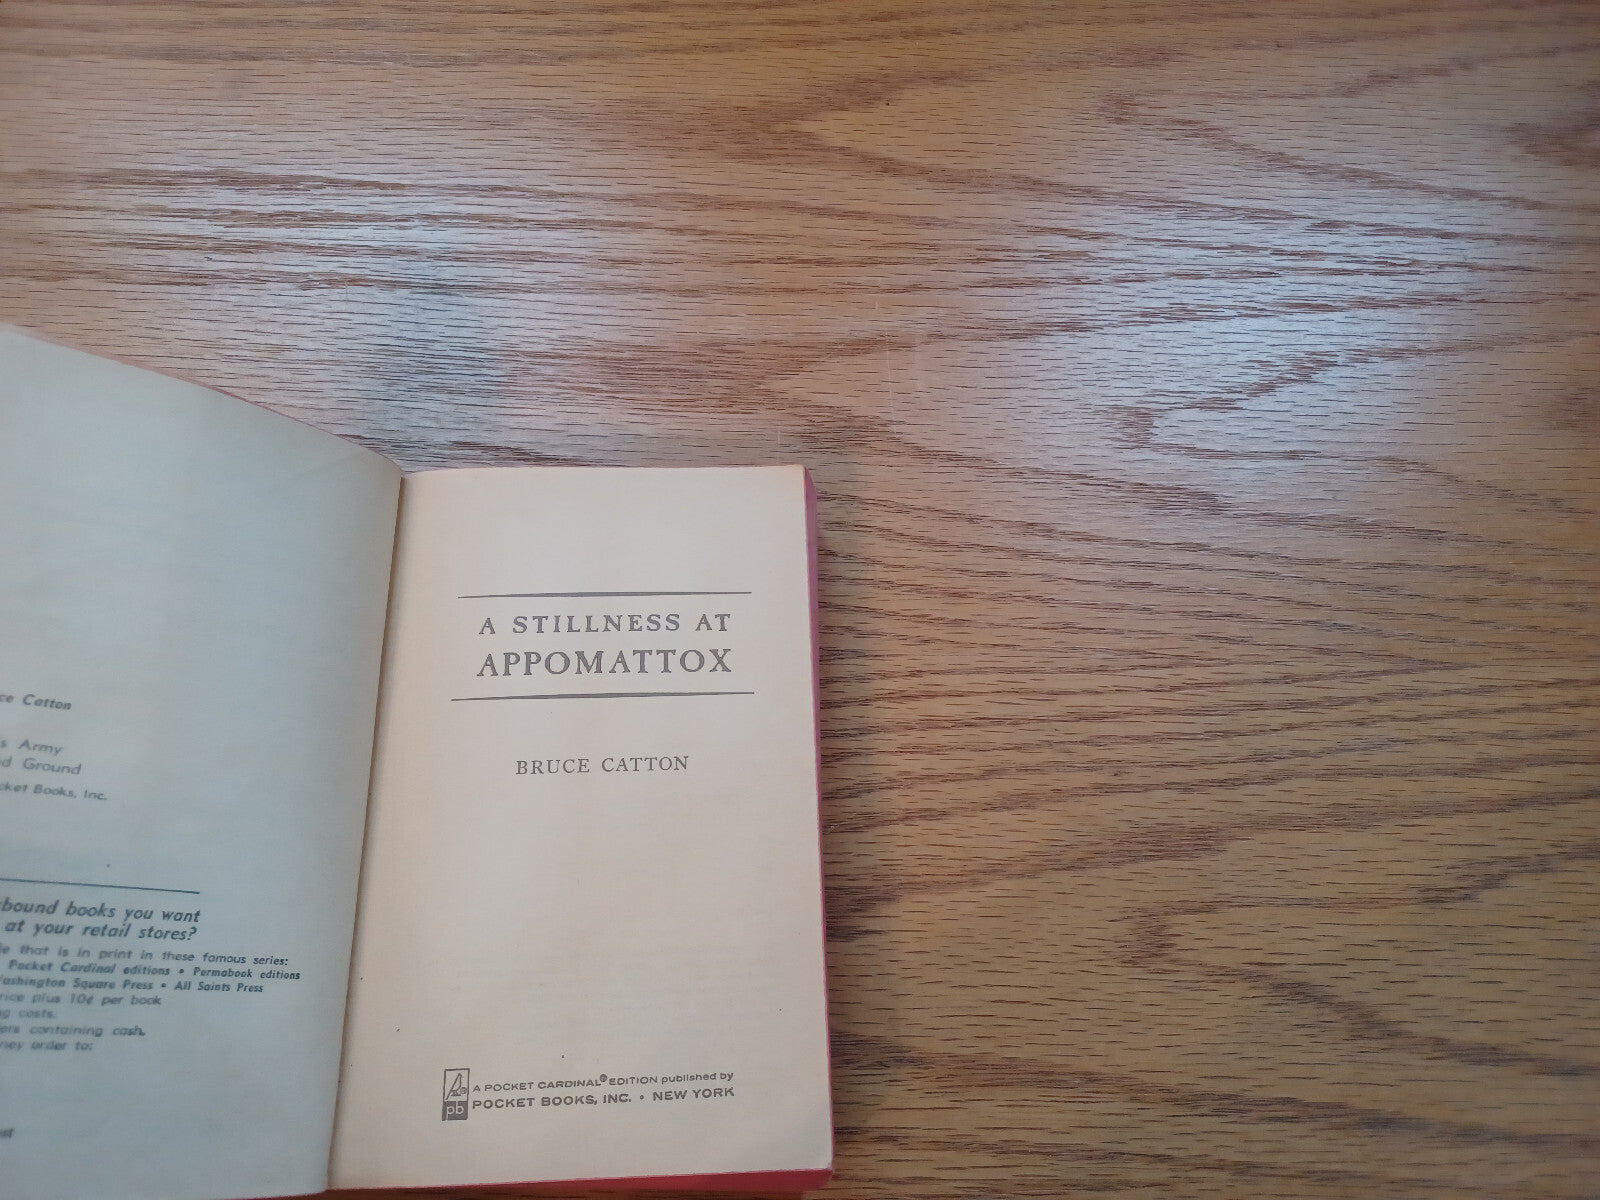 ce Catton
s Army
d Ground
cket Books, Inc.
bound books you want
at your retail stores?
le that is in print in these famous series:
Pocket Cardinal editions • Permabook editions
ashington Square Press • All Saints Press
rice plus 10¢ per book
g costs.
ers containing cash.
ney order to:
A STILLNESS AT
APPOMATTOX
BRUCE CATTON
A POCKET CARDINAL® EDITION published by
pb POCKET BOOKS, INC. • NEW YORK